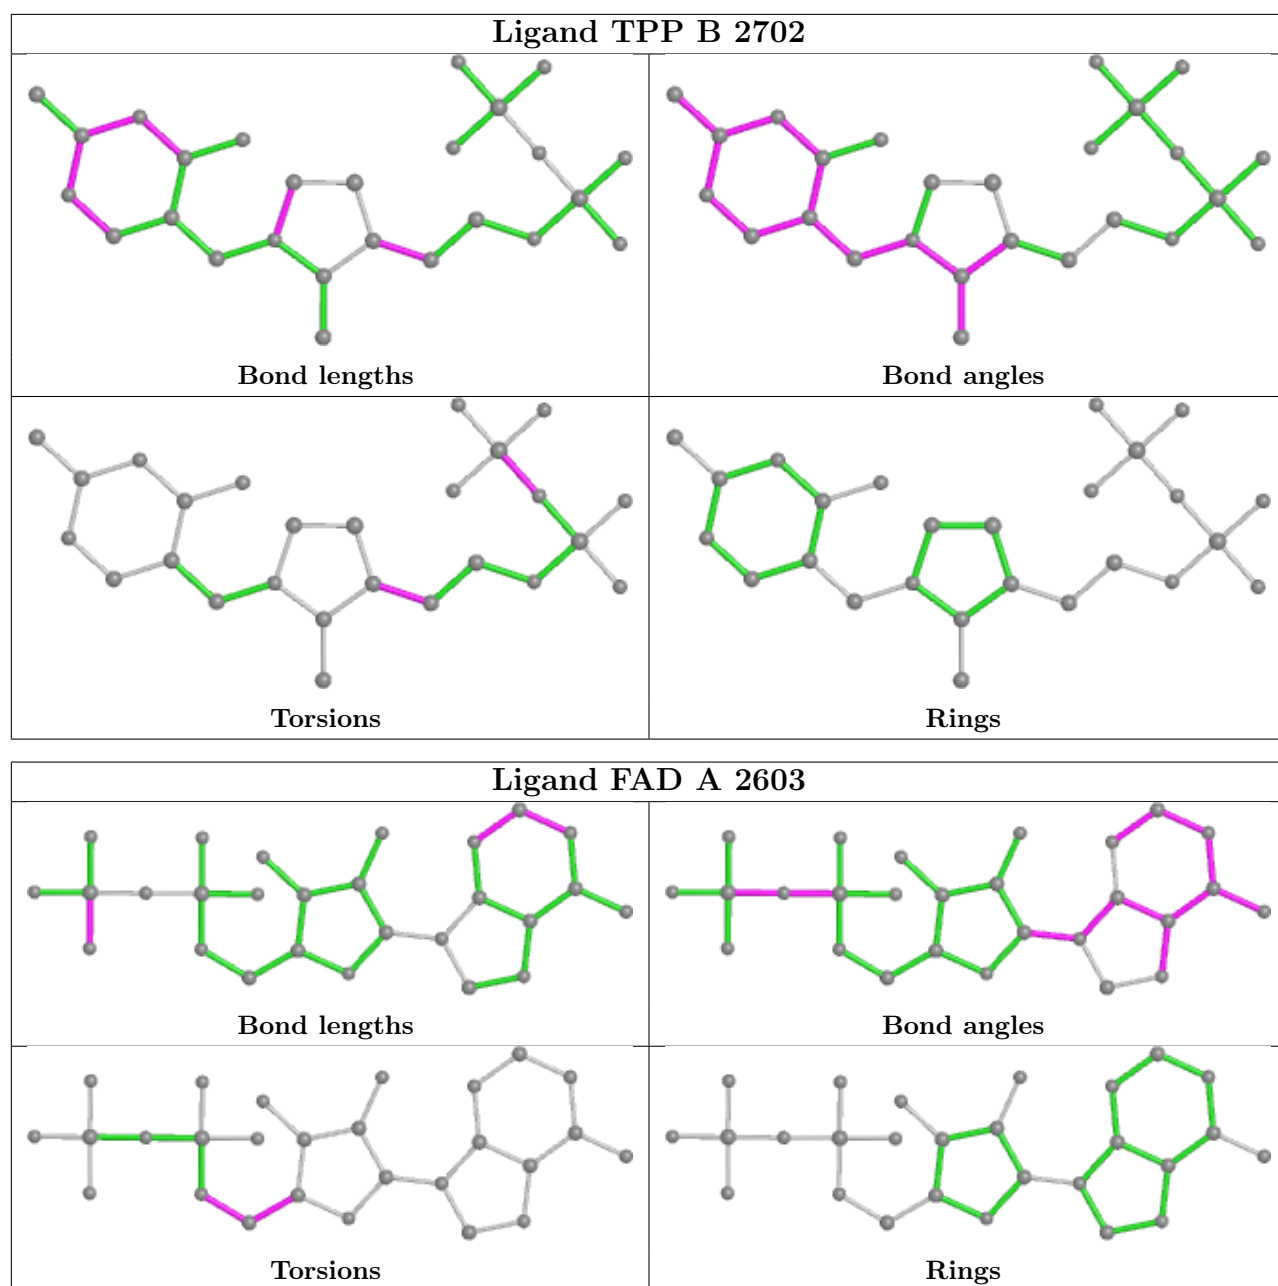 Ligand TPP B 2702
Bond lengths
Bond angles
Torsions
Rings
Ligand FAD A 2603
Bond lengths
Bond angles
Torsions
Rings